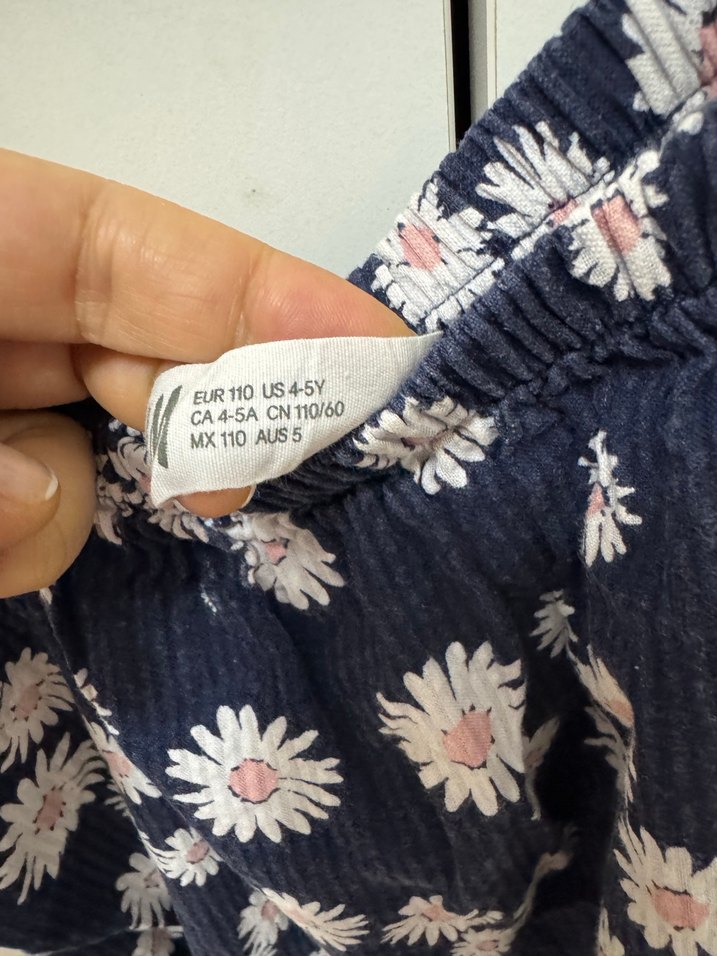 EUR 110 US 4-5Y
CA 4-5A CN 110/60
MX 110 AUS 5